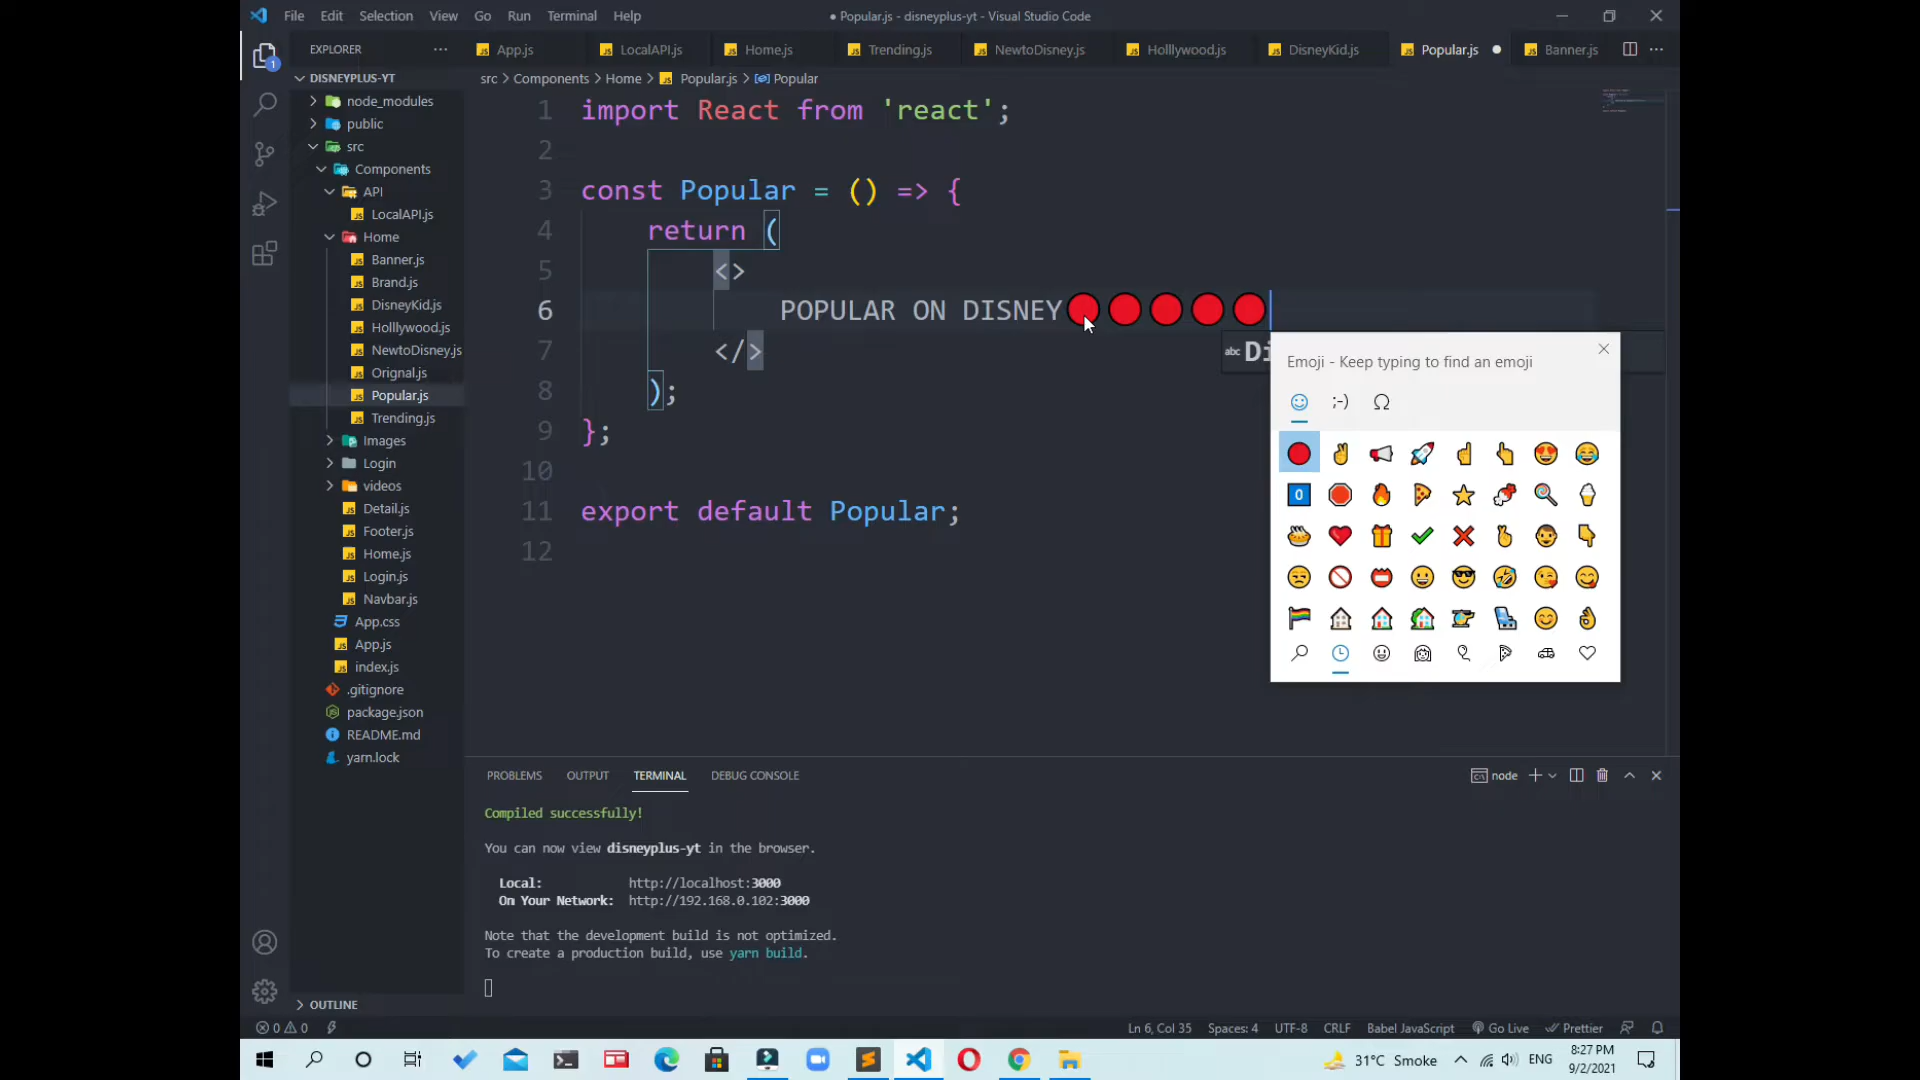 File Edit Selection View Go Run Terminal Help
● Popular.js - disneyplus-yt - Visual Studio Code
EXPLORER
App.js
LocalAPI.js
Home.js
Trending.js
NewtoDisney.js
Holllywood.js
DisneyKid.js
Popular.js
Banner.js
src > Components > Home > Popular.js > Popular
DISNEYPLUS-YT
node_modules
public
src
Components
API
LocalAPI.js
Home
Banner.js
Brand.js
DisneyKid.js
Holllywood.js
NewtoDisney.js
Orignal.js
Popular.js
Trending.js
Images
Login
videos
Detail.js
Footer.js
Home.js
Login.js
Navbar.js
App.css
App.js
index.js
.gitignore
package.json
README.md
yarn.lock
OUTLINE
1 import React from 'react';
2
3 const Popular = () => {
4 return (
5 <>
6 POPULAR ON DISNEY🔴🔴🔴🔴🔴
7 </>
8 );
9 };
10
11 export default Popular;
12
abc Di
Emoji - Keep typing to find an emoji
;-) Ω
PROBLEMS OUTPUT TERMINAL DEBUG CONSOLE
node
Compiled successfully!
You can now view disneyplus-yt in the browser.
Local: http://localhost:3000
On Your Network: http://192.168.0.102:3000
Note that the development build is not optimized.
To create a production build, use yarn build.
0 0
Ln 6, Col 35 Spaces: 4 UTF-8 CRLF Babel JavaScript Go Live Prettier
31°C Smoke ENG 8:27 PM
9/2/2021